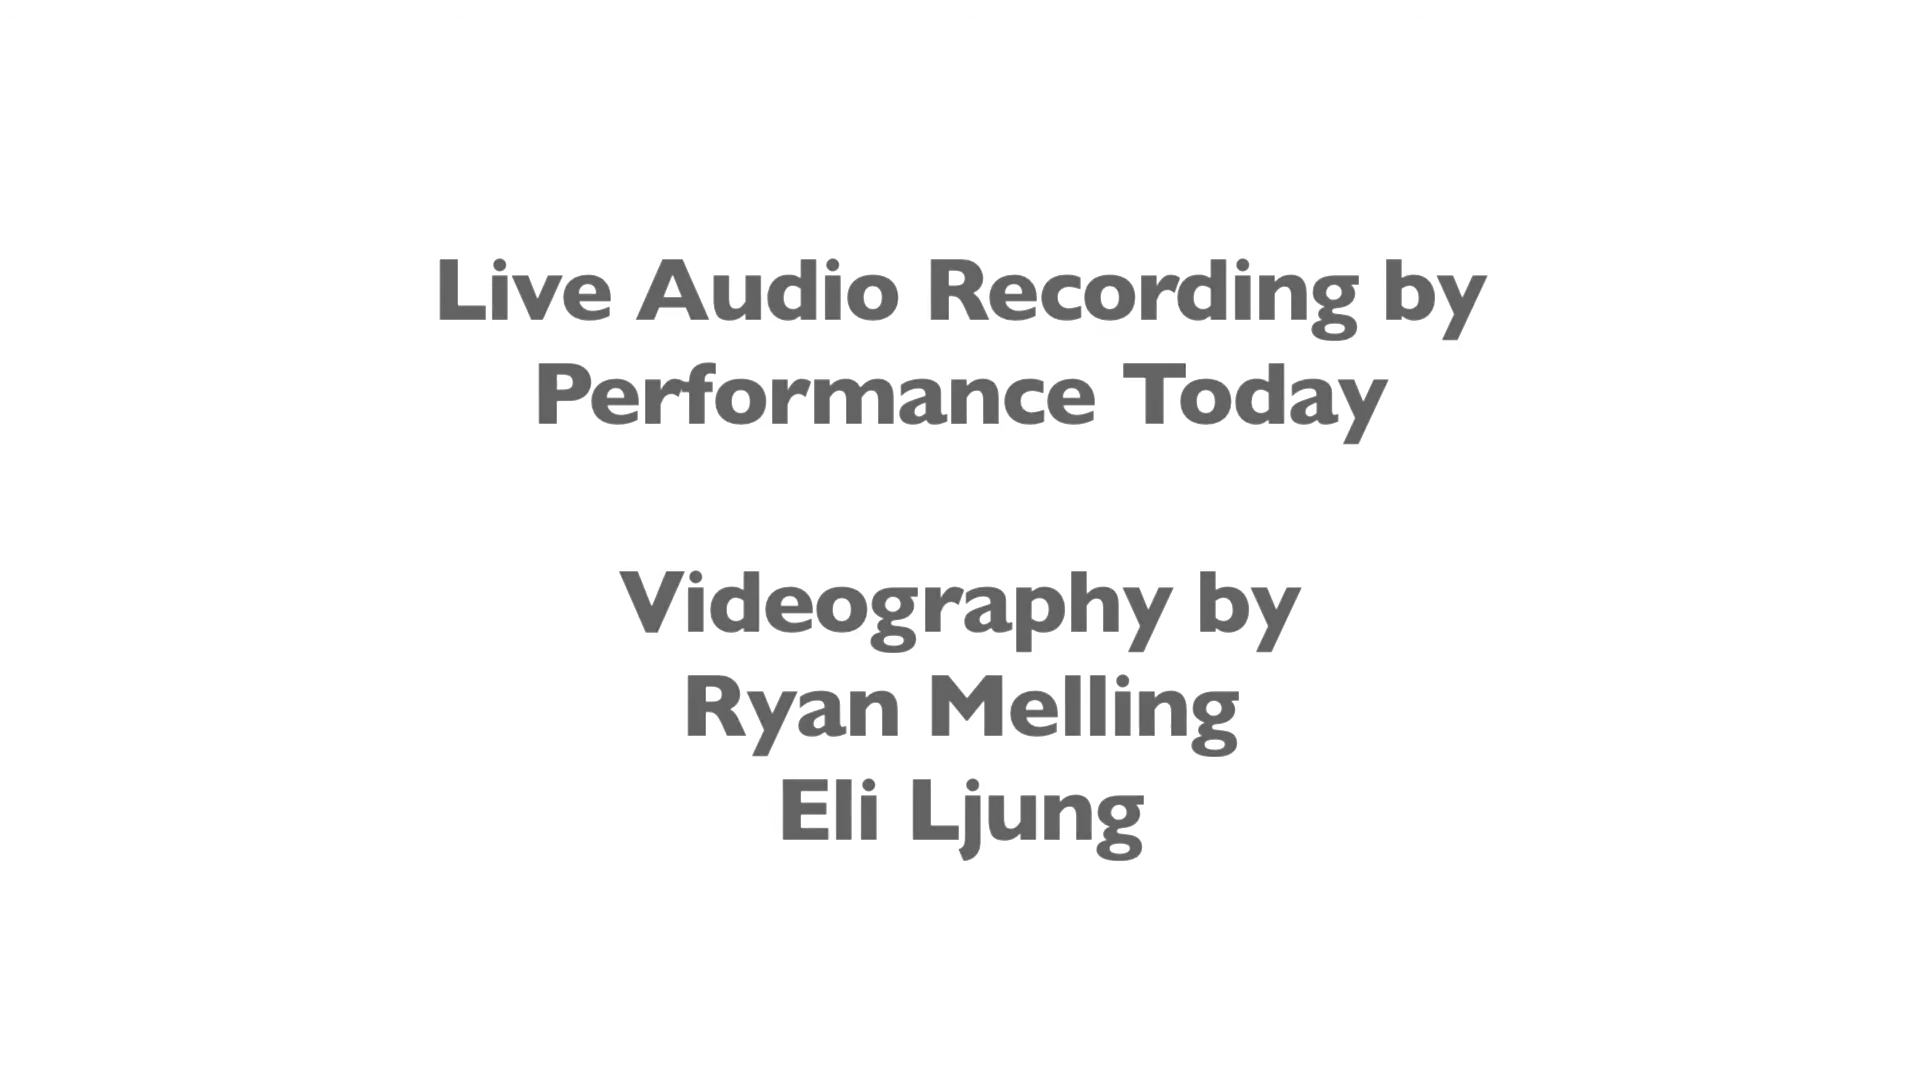 Live Audio Recording by
Performance Today
Videography by
Ryan Melling
Eli Ljung